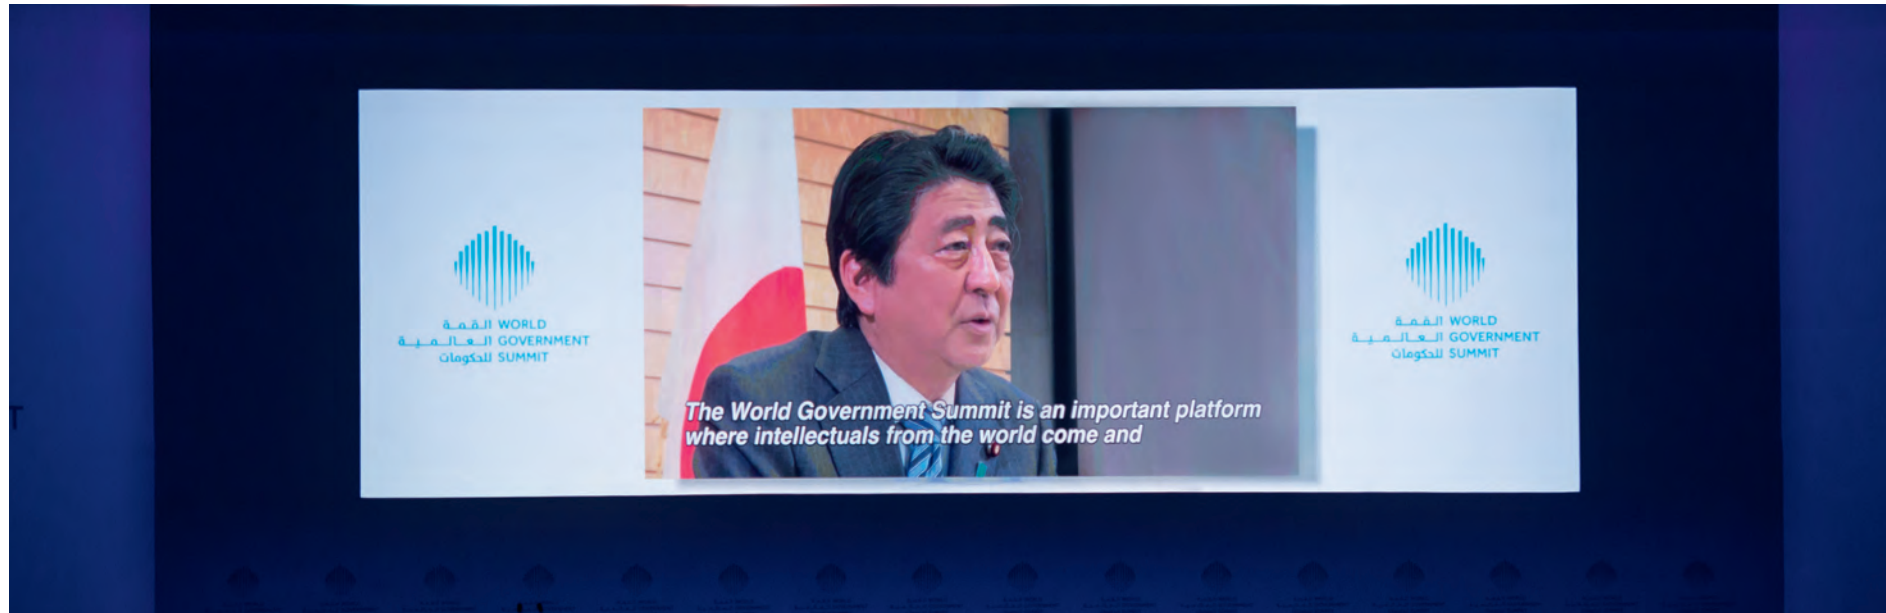 القمة WORLD
العالمية GOVERNMENT
للحكومات SUMMIT
The World Government Summit is an important platform
where intellectuals from the world come and
القمة WORLD
العالمية GOVERNMENT
للحكومات SUMMIT
T